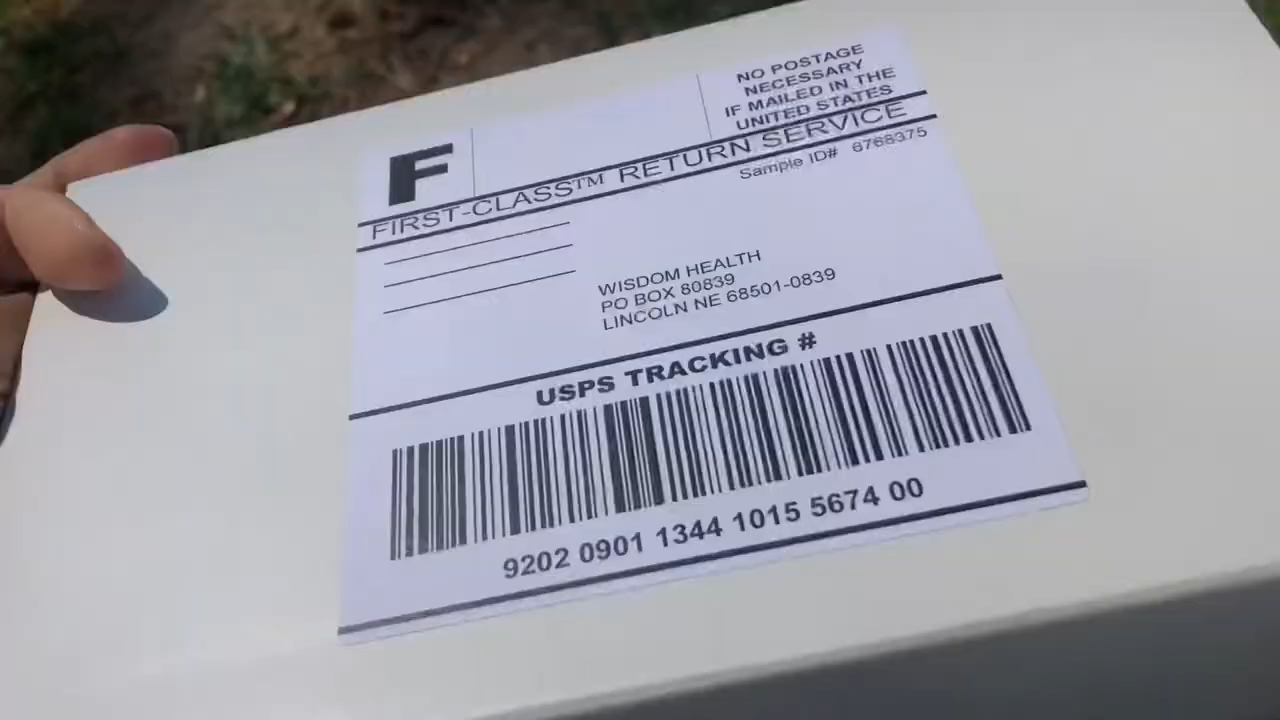 NO POSTAGE
NECESSARY
IF MAILED IN THE
UNITED STATES
F
FIRST-CLASS™ RETURN SERVICE
Sample ID# 6768375
WISDOM HEALTH
PO BOX 80839
LINCOLN NE 68501-0839
USPS TRACKING #
9202 0901 1344 1015 5674 00